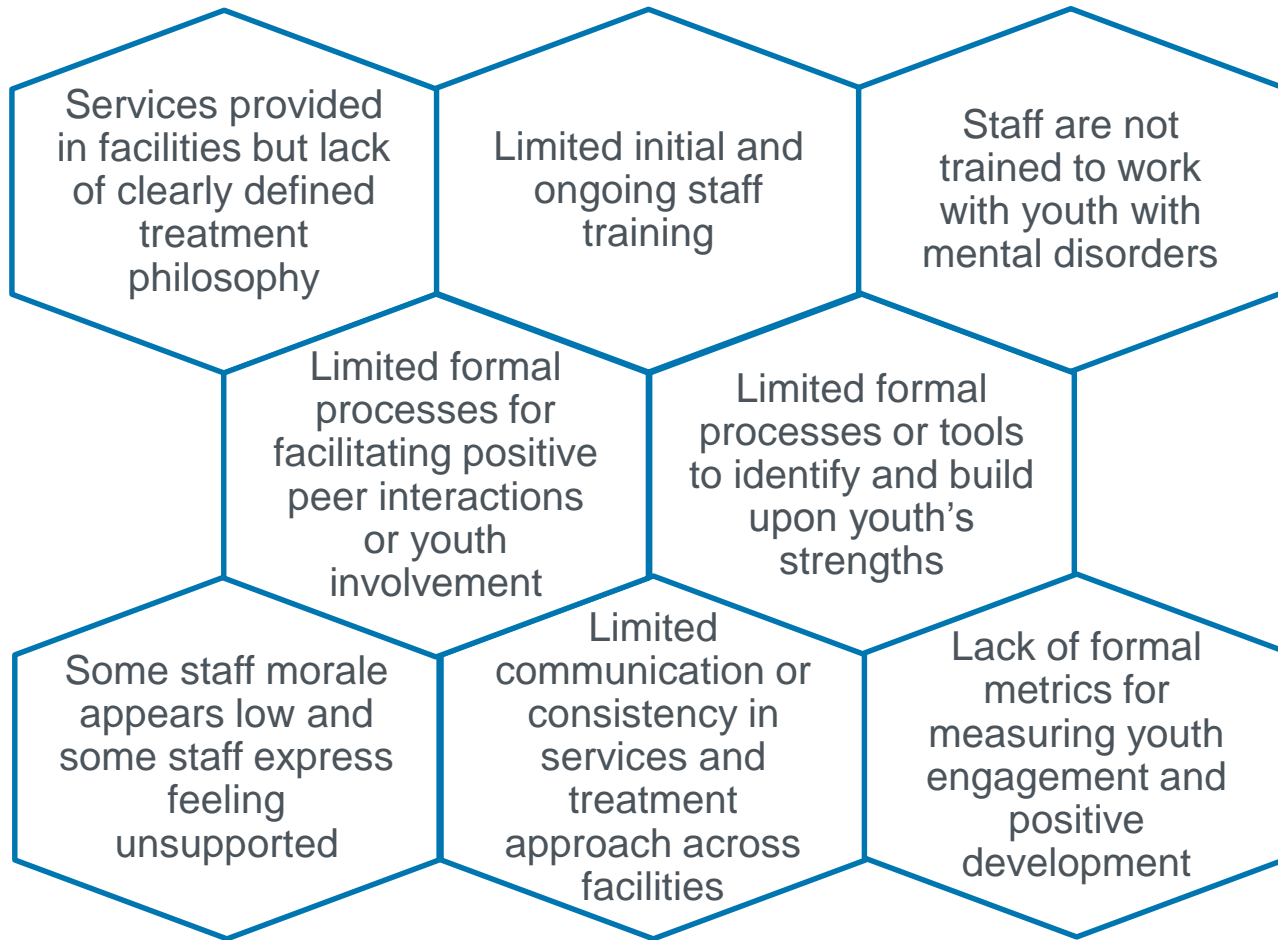 Services provided
in facilities but lack
of clearly defined
treatment
philosophy
Limited initial and
ongoing staff
training
Staff are not
trained to work
with youth with
mental disorders
Limited formal
processes for
facilitating positive
peer interactions
or youth
involvement
Limited formal
processes or tools
to identify and build
upon youth’s
strengths
Some staff morale
appears low and
some staff express
feeling
unsupported
Limited
communication or
consistency in
services and
treatment
approach across
facilities
Lack of formal
metrics for
measuring youth
engagement and
positive
development